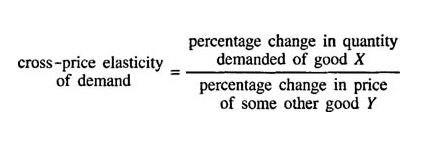 percentage change in quantity
demanded of good X
cross-price elasticity
of demand
=
percentage change in price
of some other good Y